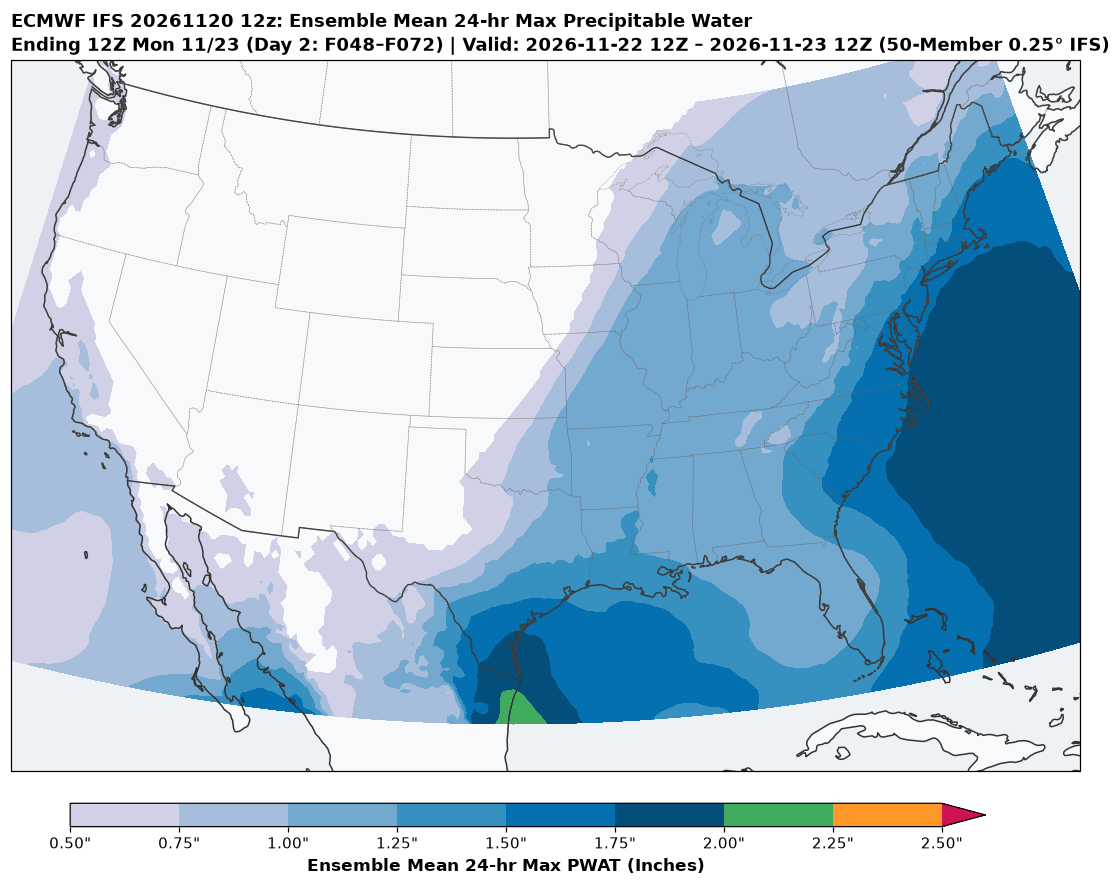 ECMWF IFS 20261120 12z: Ensemble Mean 24-hr Max Precipitable Water
Ending 12Z Mon 11/23 (Day 2: F048–F072) | Valid: 2026-11-22 12Z – 2026-11-23 12Z (50-Member 0.25° IFS)
0.50" 0.75" 1.00" 1.25" 1.50" 1.75" 2.00" 2.25" 2.50"
Ensemble Mean 24-hr Max PWAT (Inches)